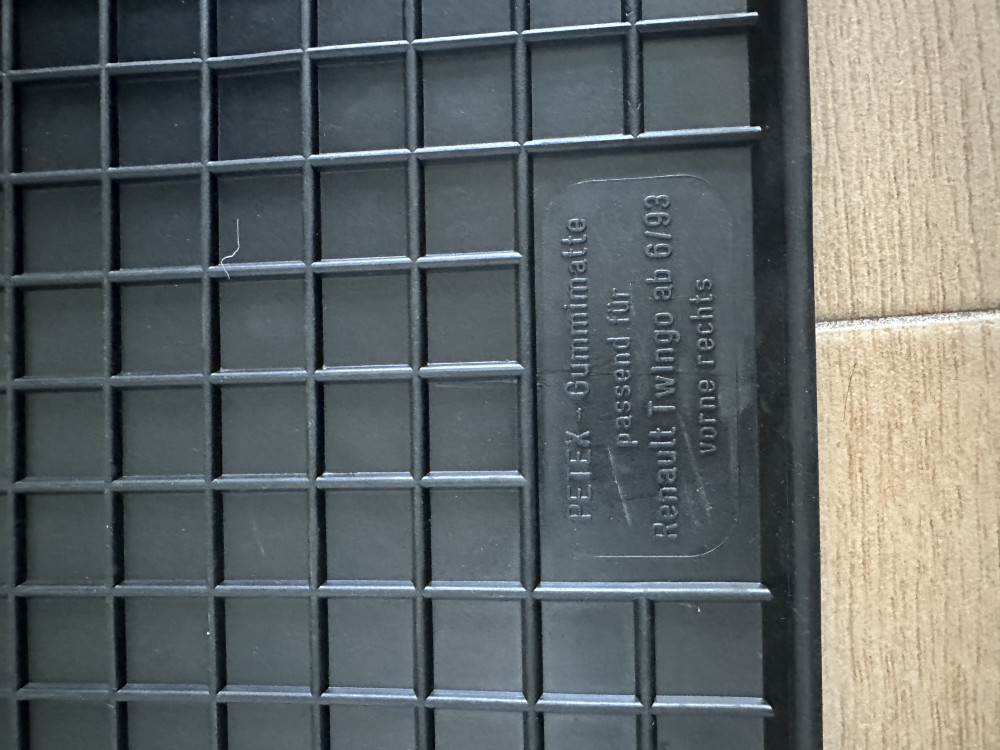 PETEX - Gummimatte
passend für
Renault TwIngo ab 6/93
vorne rechts